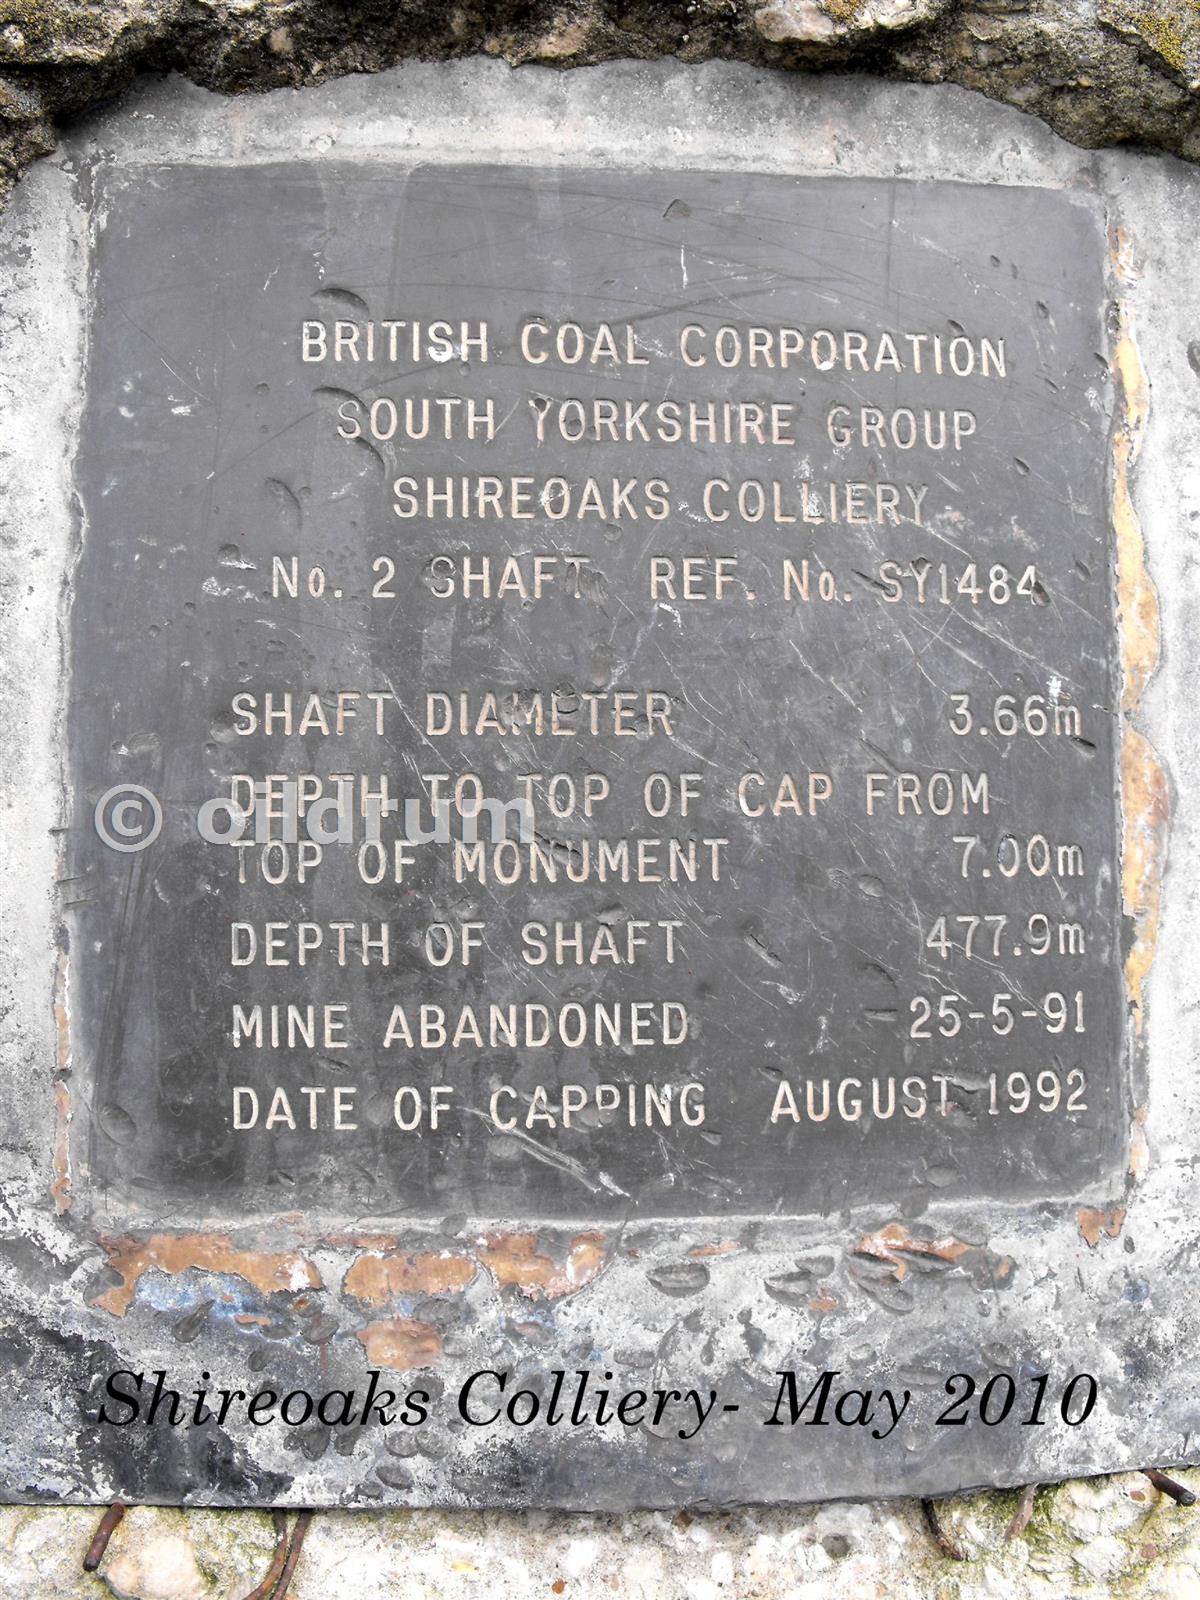 BRITISH COAL CORPORATION
SOUTH YORKSHIRE GROUP
SHIREOAKS COLLIERY
No. 2 SHAFT REF. No. SY1484
SHAFT DIAMETER 3.66m
DEPTH TO TOP OF CAP FROM
TOP OF MONUMENT 7.00m
© oildrum
DEPTH OF SHAFT 477.9m
MINE ABANDONED 25-5-91
DATE OF CAPPING AUGUST 1992
Shireoaks Colliery- May 2010